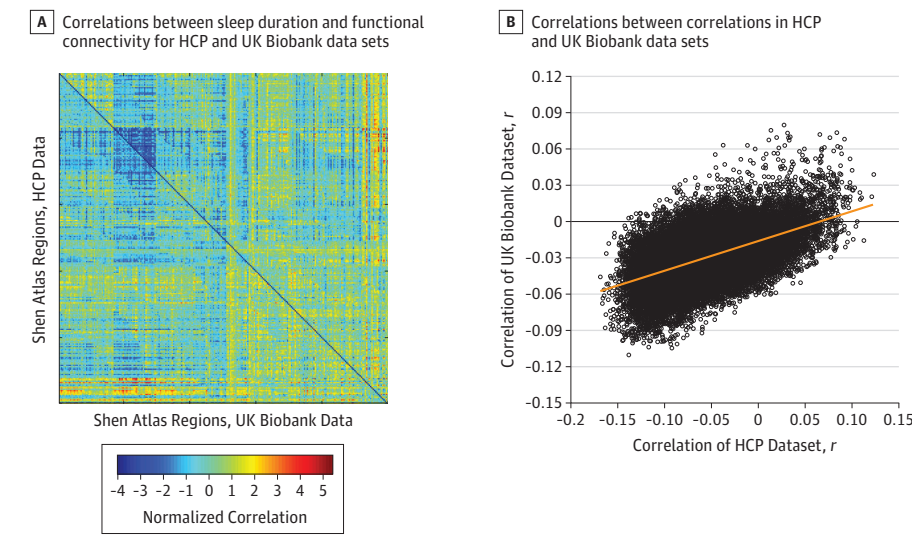 A Correlations between sleep duration and functional
connectivity for HCP and UK Biobank data sets
Shen Atlas Regions, HCP Data
Shen Atlas Regions, UK Biobank Data
-4 -3 -2 -1 0 1 2 3 4 5
Normalized Correlation
B Correlations between correlations in HCP
and UK Biobank data sets
Correlation of UK Biobank Dataset, r
0.12
0.09
0.06
0.03
0
-0.03
-0.06
-0.09
-0.12
-0.15
-0.2 -0.15 -0.10 -0.05 0 0.05 0.10 0.15
Correlation of HCP Dataset, r